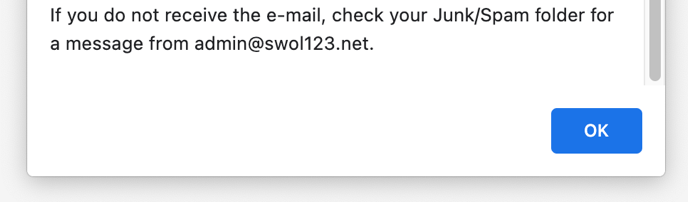 If you do not receive the e-mail, check your Junk/Spam folder for
a message from admin@swol123.net.
OK